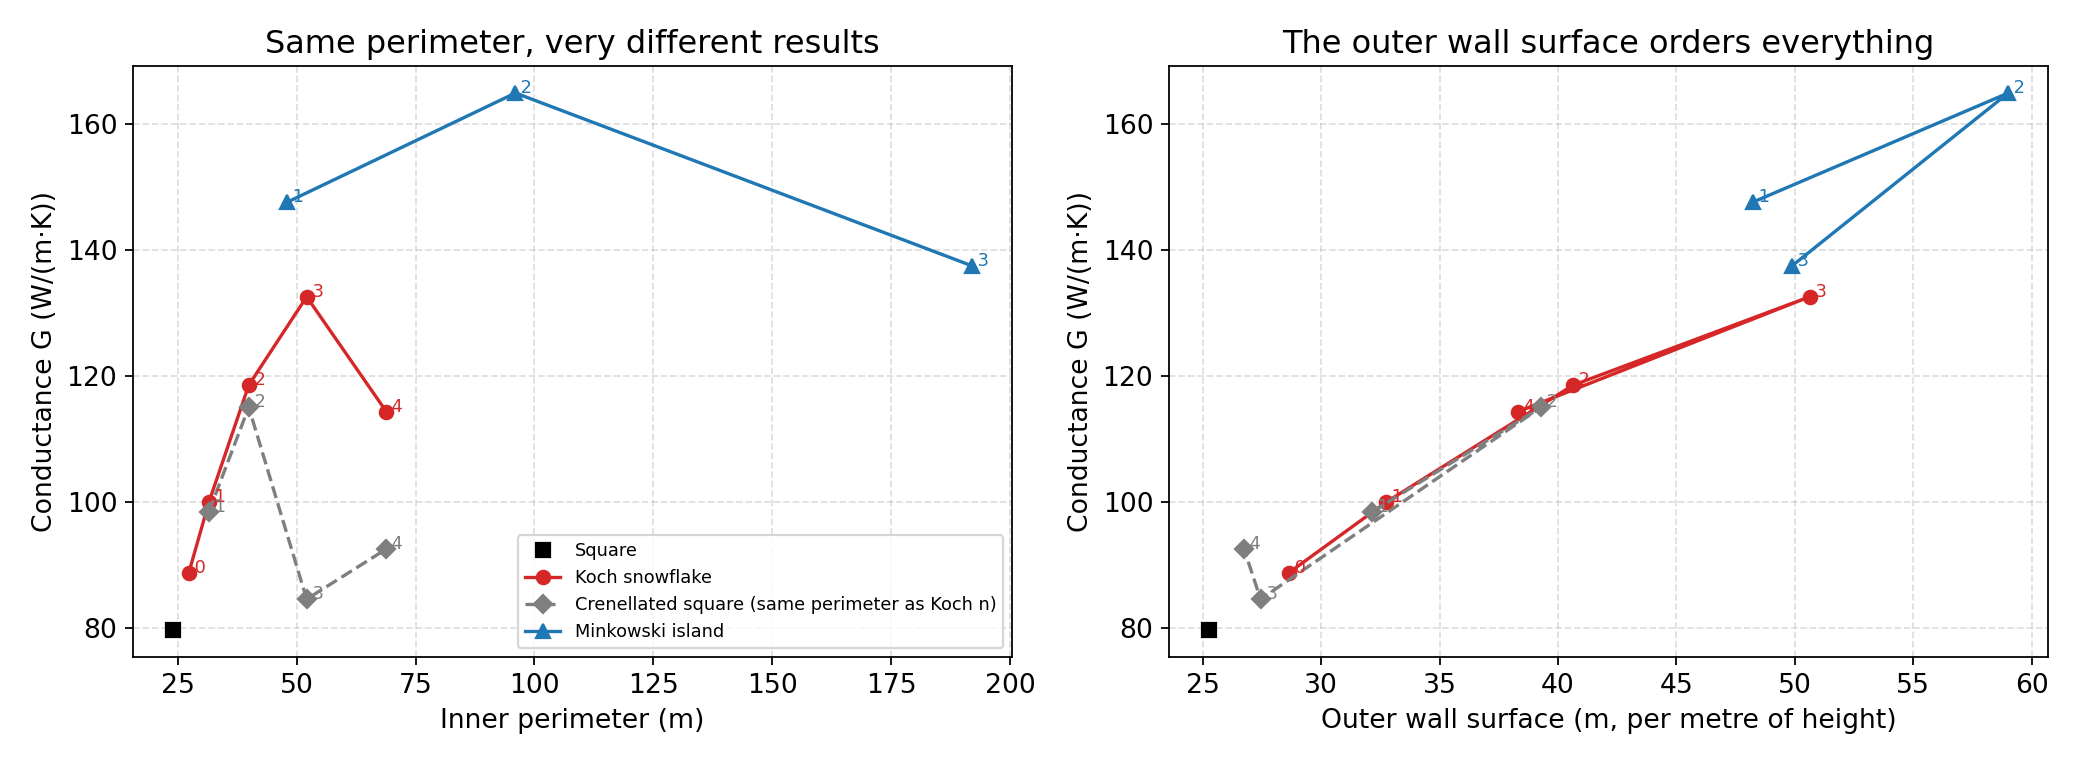 Same perimeter, very different results
Conductance G (W/(m·K))
160
140
120
100
80
1
2
3
0
1
2
3
4
1
2
3
4
Square
Koch snowflake
Crenellated square (same perimeter as Koch n)
Minkowski island
25 50 75 100 125 150 175 200
Inner perimeter (m)
The outer wall surface orders everything
Conductance G (W/(m·K))
160
140
120
100
80
1
2
3
0
1
2
3
4
1
2
3
4
25 30 35 40 45 50 55 60
Outer wall surface (m, per metre of height)